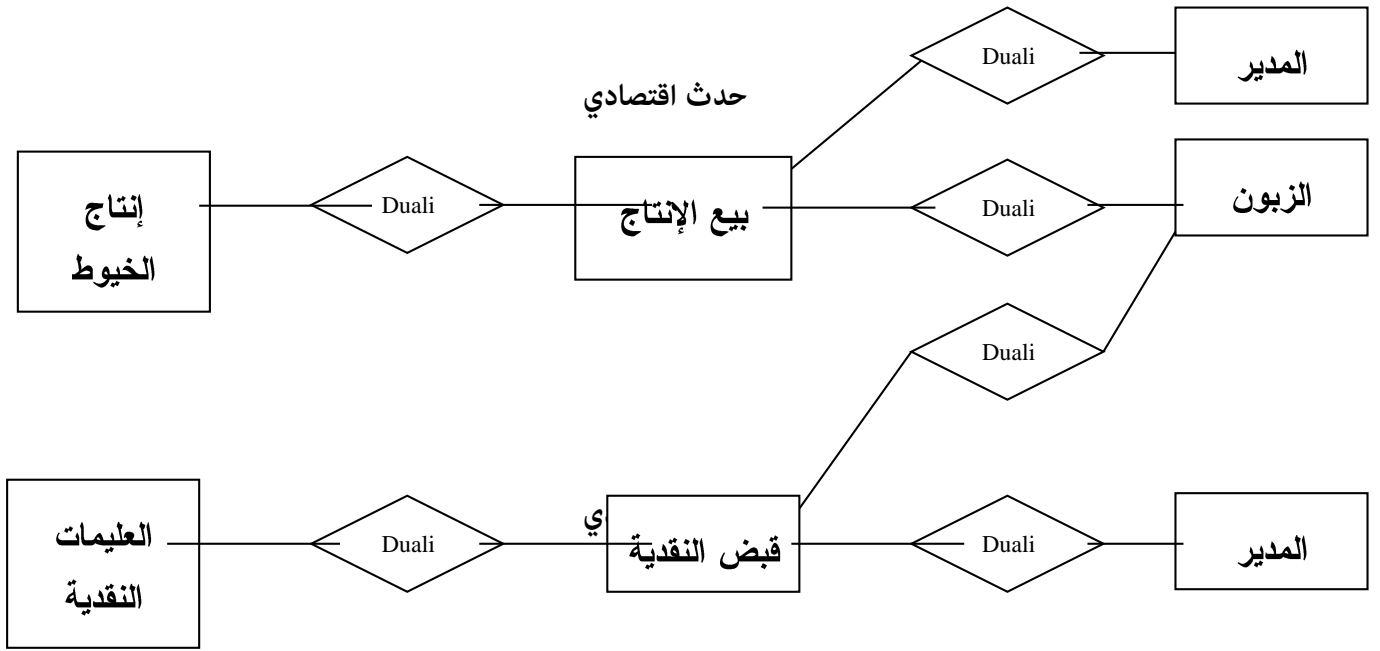 Duali
المدير
حدث اقتصادي
إنتاج
الخيوط
Duali
بيع الإنتاج
Duali
الزبون
Duali
العليمات
النقدية
Duali
قبض النقدية
Duali
المدير